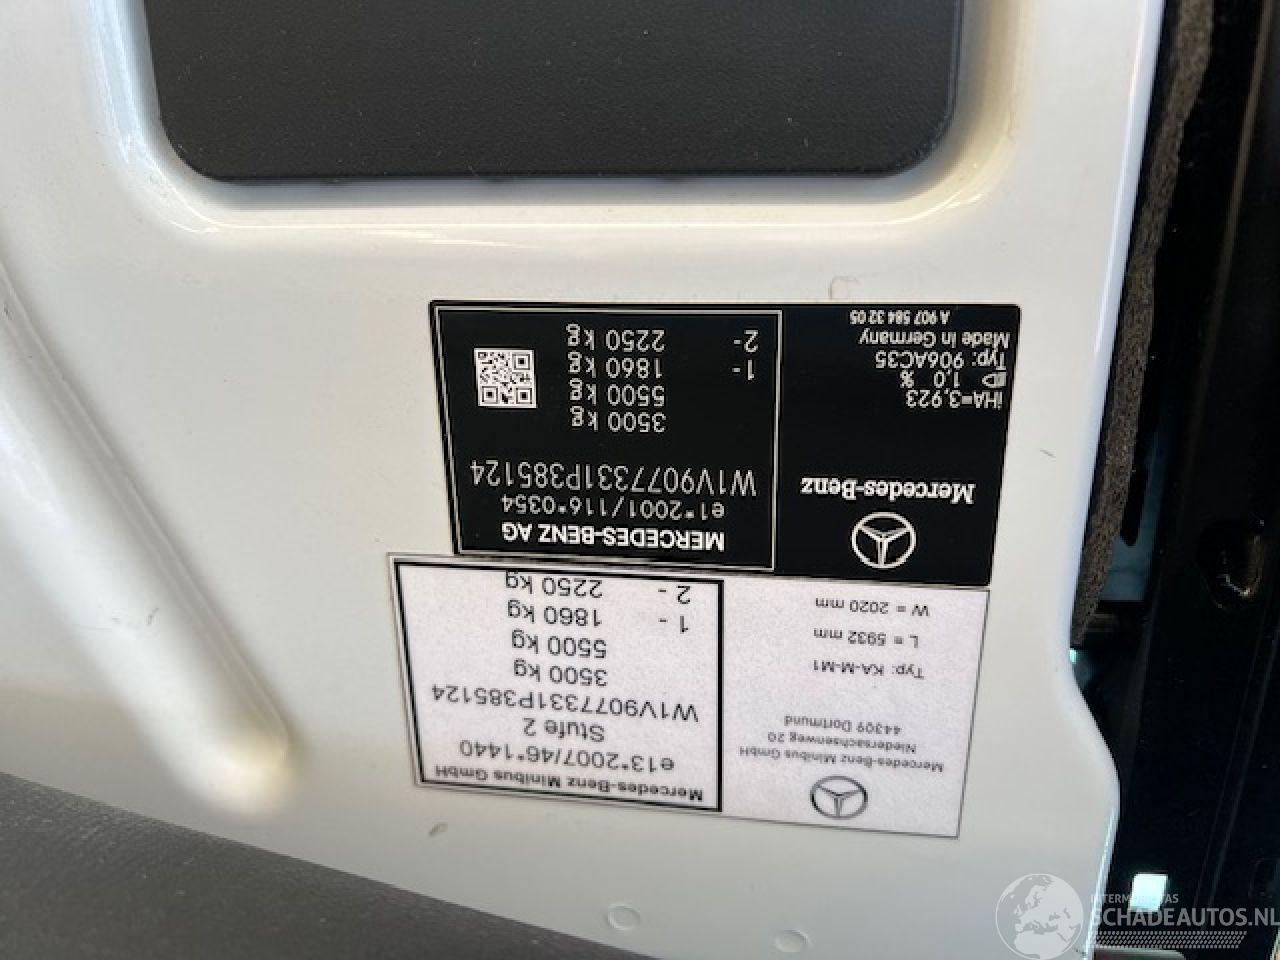 Mercedes-Benz Minibus GmbH
e13*2007/46*1440
Stufe 2
W1V9077331P385124
3500 kg
5500 kg
1 - 1860 kg
2 - 2250 kg
Mercedes-Benz Minibus GmbH
Niedersachsenweg 20
44309 Dortmund
Typ: KA-M-M1
L = 5932 mm
W = 2020 mm
MERCEDES-BENZ AG
e1*2001/116*0354
W1V9077331P385124
3500 kg
5500 kg
1- 1860 kg
2- 2250 kg
Mercedes-Benz
iHA=3,923
1,0 %
Typ: 906AC35
Made in Germany
A 907 584 32 05
INTERMOBITAS
SCHADEAUTOS.NL